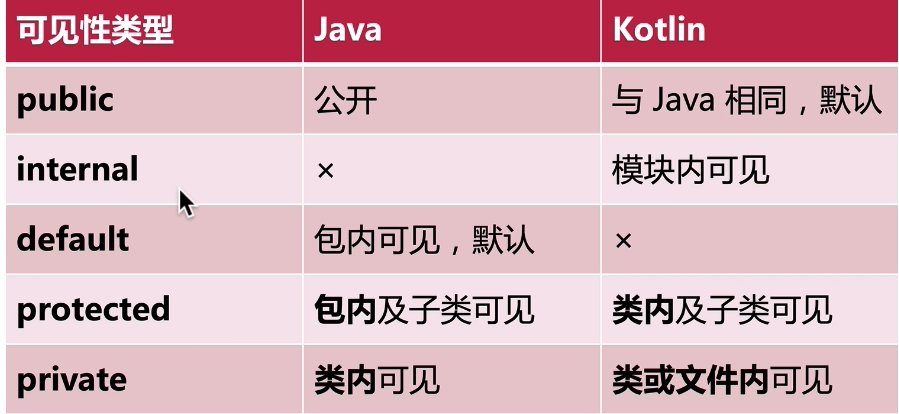 可见性类型 Java Kotlin
public 公开 与 Java 相同，默认
internal × 模块内可见
default 包内可见，默认 ×
protected 包内及子类可见 类内及子类可见
private 类内可见 类或文件内可见